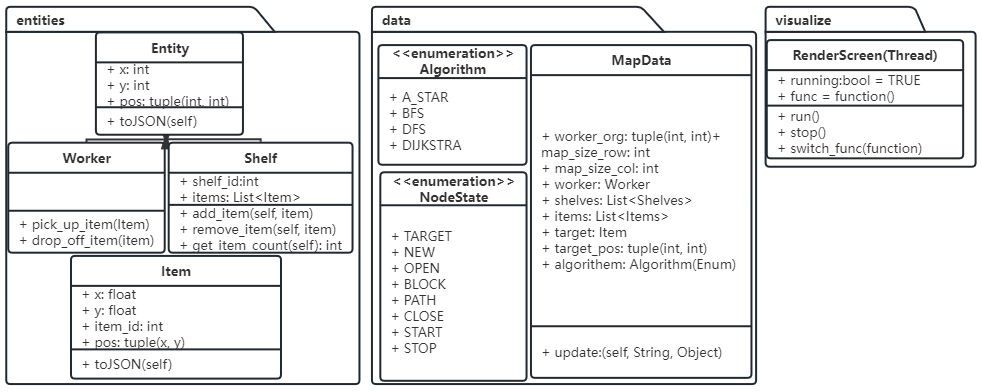 entities
Entity
+ x: int
+ y: int
+ pos: tuple(int, int)
+ toJSON(self)
Worker
+ pick_up_item(Item)
+ drop_off_item(item)
Shelf
+ shelf_id:int
+ items: List<Item>
+ add_item(self, item)
+ remove_item(self, item)
+ get_item_count(self): int
Item
+ x: float
+ y: float
+ item_id: int
+ pos: tuple(x, y)
+ toJSON(self)
data
<<enumeration>>
Algorithm
+ A_STAR
+ BFS
+ DFS
+ DIJKSTRA
<<enumeration>>
NodeState
+ TARGET
+ NEW
+ OPEN
+ BLOCK
+ PATH
+ CLOSE
+ START
+ STOP
MapData
+ worker_org: tuple(int, int)+
map_size_row: int
+ map_size_col: int
+ worker: Worker
+ shelves: List<Shelves>
+ items: List<Items>
+ target: Item
+ target_pos: tuple(int, int)
+ algorithem: Algorithm(Enum)
+ update:(self, String, Object)
visualize
RenderScreen(Thread)
+ running:bool = TRUE
+ func = function()
+ run()
+ stop()
+ switch_func(function)